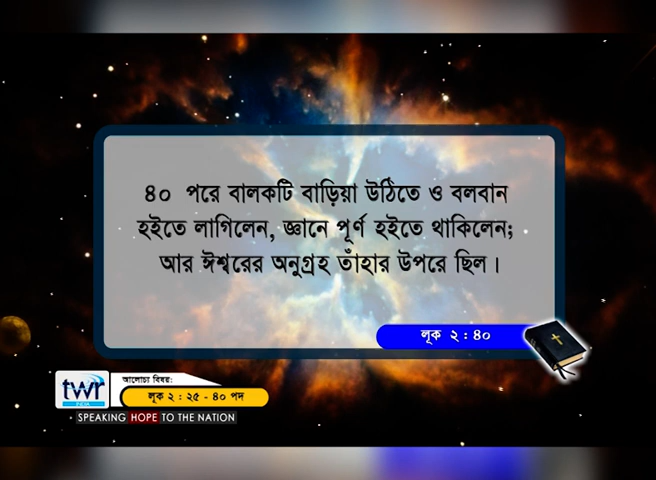 ৪০ পরে বালকটি বাড়িয়া উঠিতে ও বলবান
হইতে লাগিলেন, জ্ঞানে পূর্ণ হইতে থাকিলেন;
আর ঈশ্বরের অনুগ্রহ তাঁহার উপরে ছিল।
লূক ২ : ৪০
twr
INDIA
আলোচ্য বিষয়:
লূক ২ : ২৫ - ৪০ পদ
SPEAKING HOPE TO THE NATION